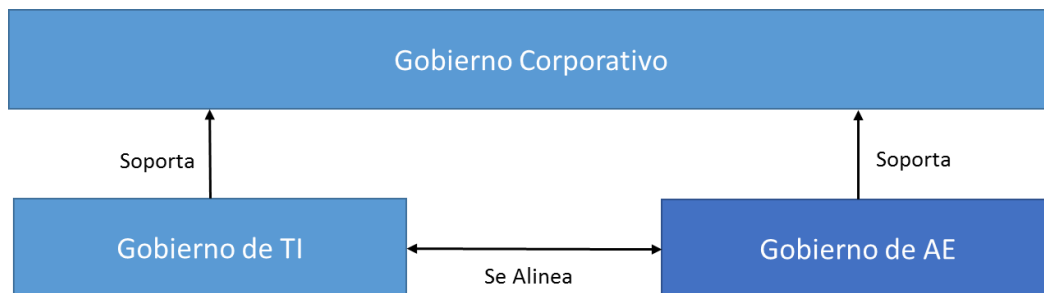 Gobierno Corporativo
Soporta
Soporta
Gobierno de TI
Gobierno de AE
Se Alinea